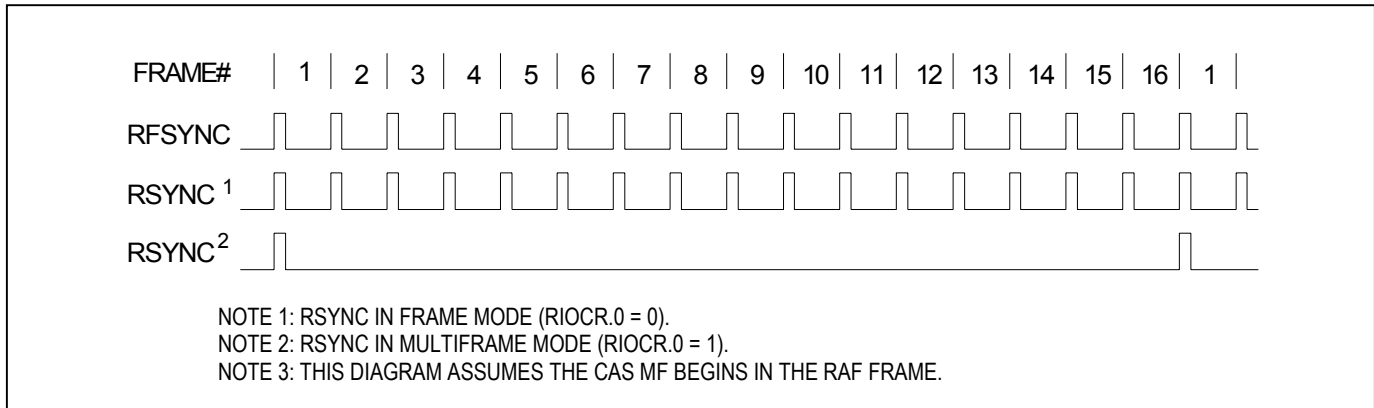 FRAME# 1 2 3 4 5 6 7 8 9 10 11 12 13 14 15 16 1
RFSYNC
RSYNC 1
RSYNC2
NOTE 1: RSYNC IN FRAME MODE (RIOCR.0 = 0).
NOTE 2: RSYNC IN MULTIFRAME MODE (RIOCR.0 = 1).
NOTE 3: THIS DIAGRAM ASSUMES THE CAS MF BEGINS IN THE RAF FRAME.